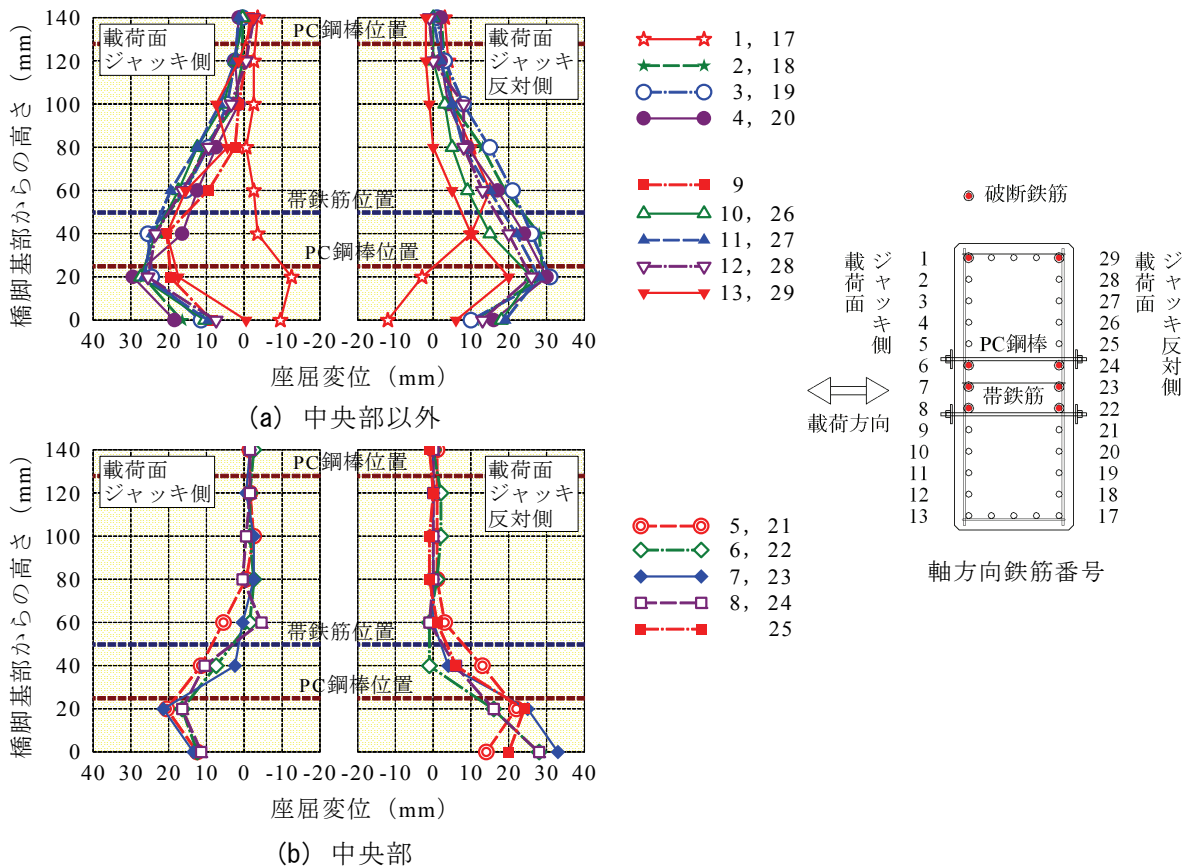 橋脚基部からの高さ (mm)
140
120
100
80
60
40
20
0
載荷面
ジャッキ側
PC鋼棒位置
載荷面
ジャッキ
反対側
帯鉄筋位置
PC鋼棒位置
40 30 20 10 0 -10 -20
-20 -10 0 10 20 30 40
座屈変位 (mm)
(a) 中央部以外
1, 17
2, 18
3, 19
4, 20
9
10, 26
11, 27
12, 28
13, 29
橋脚基部からの高さ (mm)
140
120
100
80
60
40
20
0
載荷面
ジャッキ側
PC鋼棒位置
載荷面
ジャッキ
反対側
帯鉄筋位置
PC鋼棒位置
40 30 20 10 0 -10 -20
-20 -10 0 10 20 30 40
座屈変位 (mm)
(b) 中央部
5, 21
6, 22
7, 23
8, 24
25
破断鉄筋
載荷面
ジャッキ側
載荷方向
1
2
3
4
5
6
7
8
9
10
11
12
13
PC鋼棒
帯鉄筋
29
28
27
26
25
24
23
22
21
20
19
18
17
載荷面
ジャッキ反対側
軸方向鉄筋番号